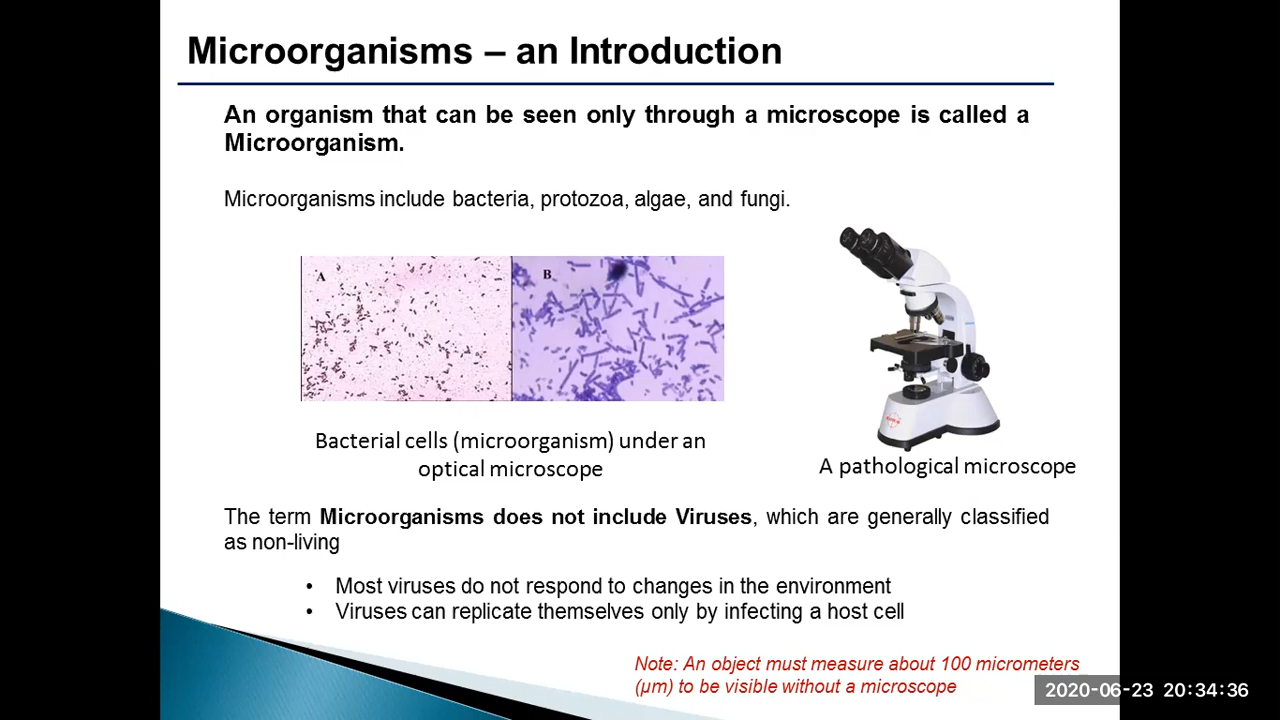 Microorganisms – an Introduction
An organism that can be seen only through a microscope is called a
Microorganism.
Microorganisms include bacteria, protozoa, algae, and fungi.
A
B
Bacterial cells (microorganism) under an
optical microscope
A pathological microscope
The term Microorganisms does not include Viruses, which are generally classified
as non-living
• Most viruses do not respond to changes in the environment
• Viruses can replicate themselves only by infecting a host cell
Note: An object must measure about 100 micrometers
(µm) to be visible without a microscope
2020-06-23 20:34:36